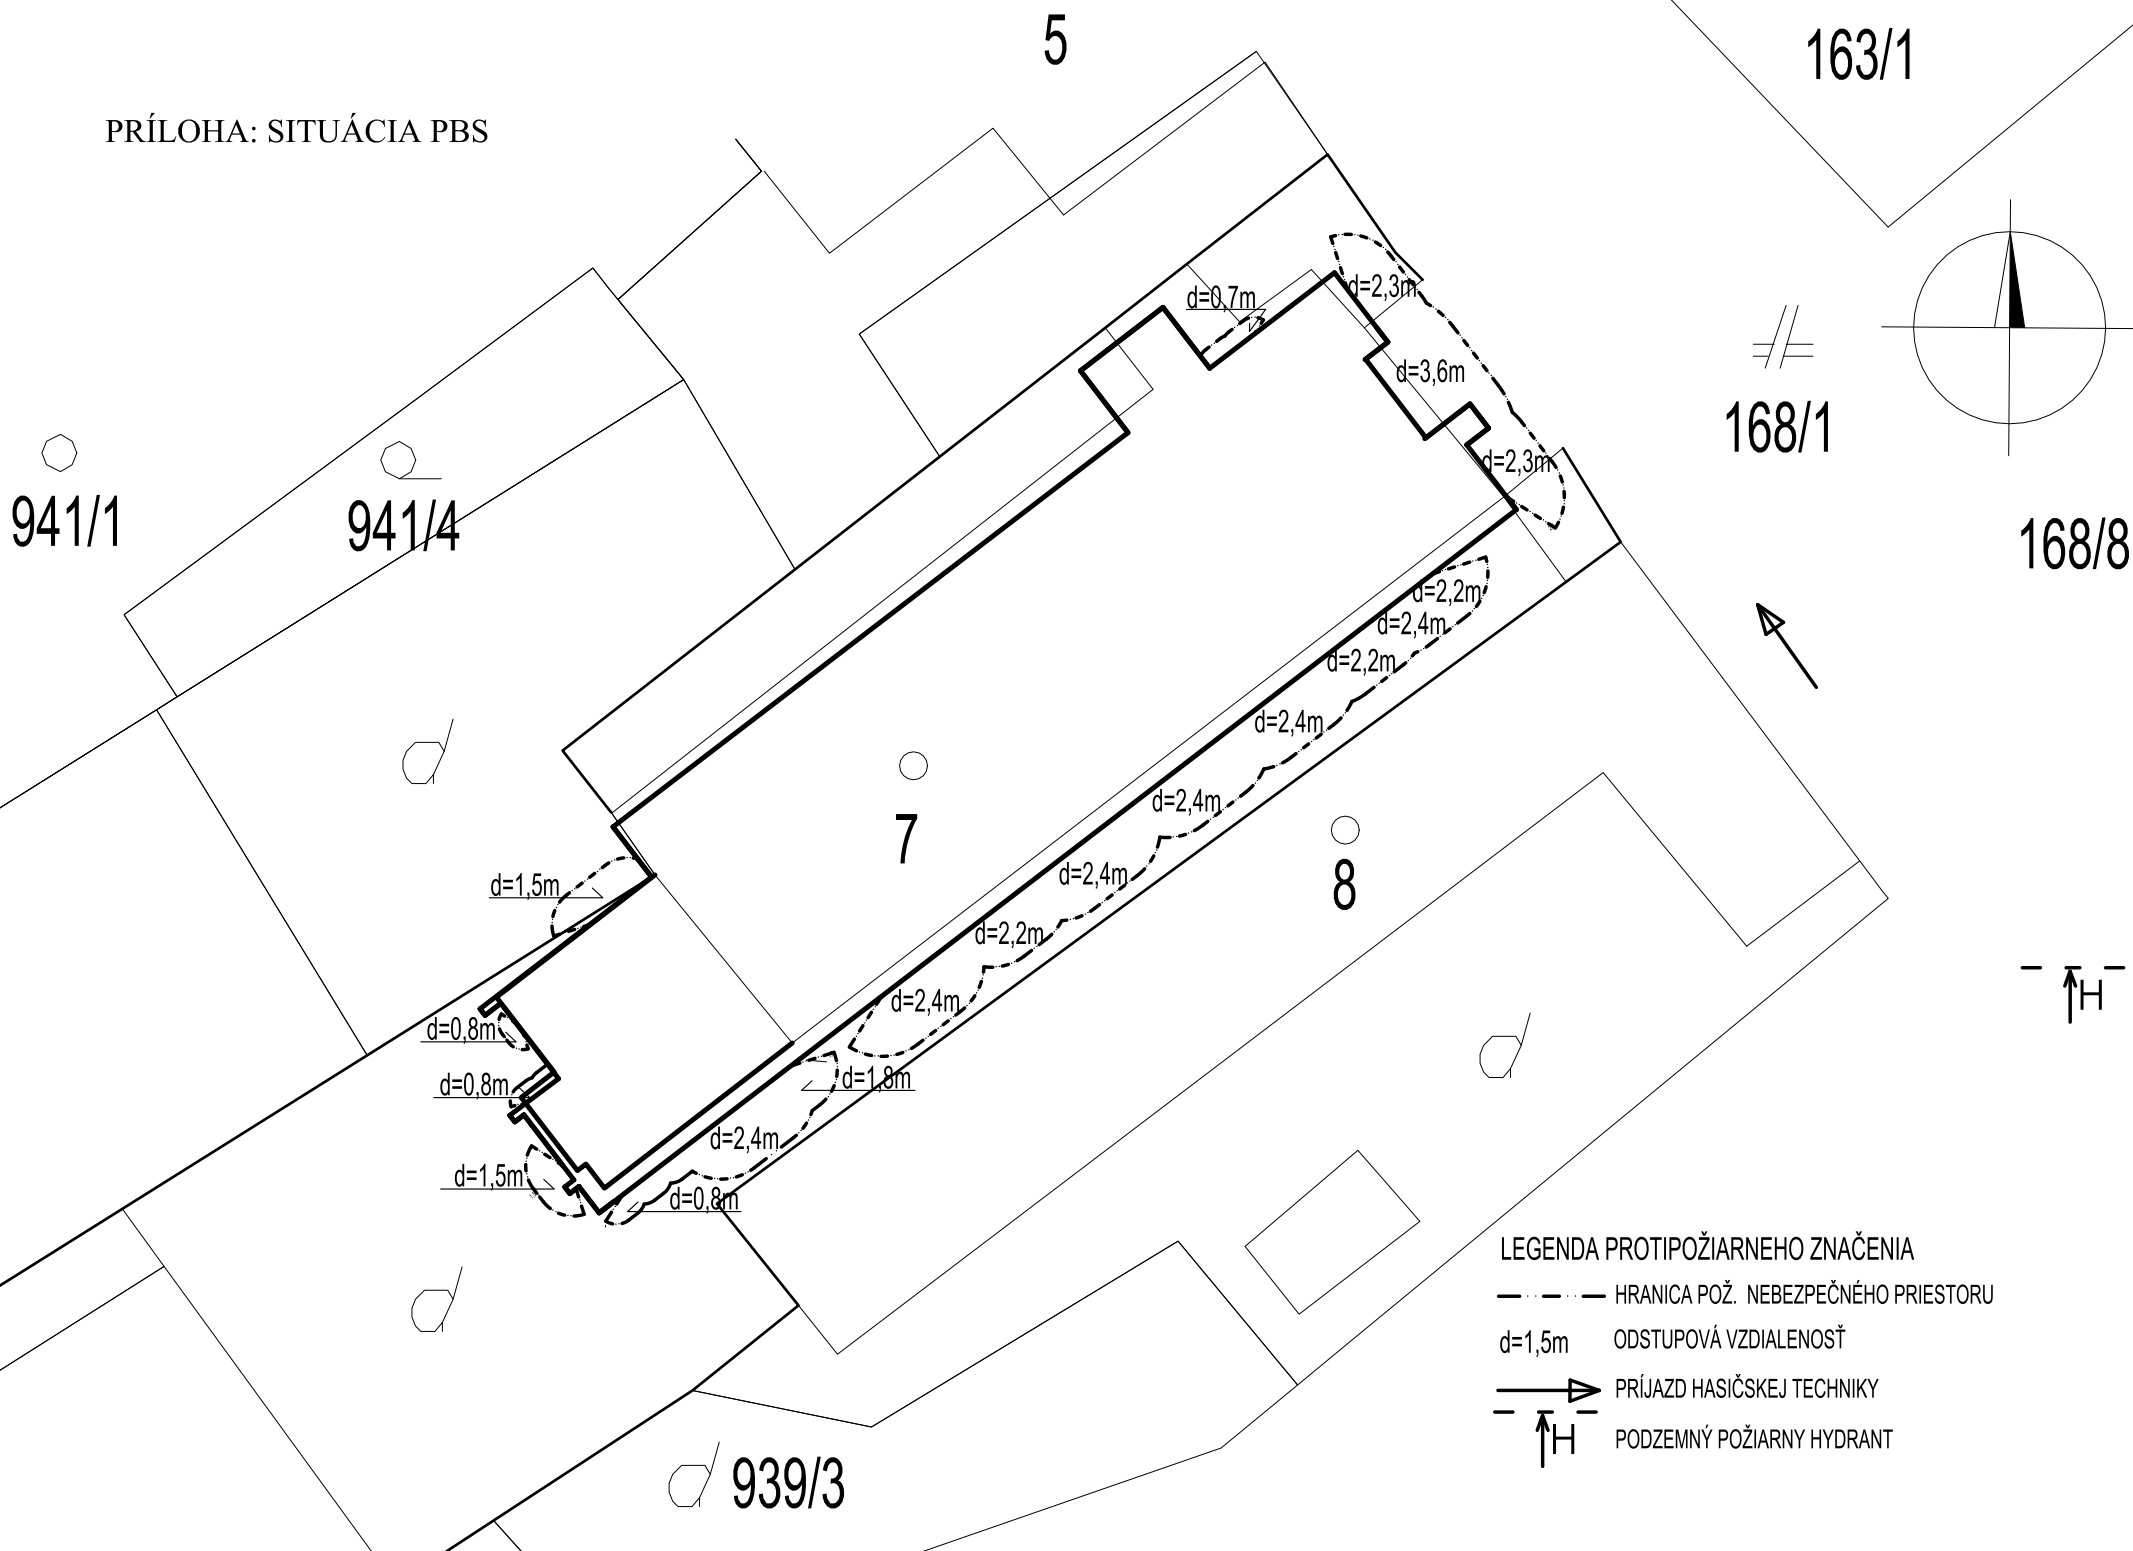 5
163/1
PRÍLOHA: SITUÁCIA PBS
d=2,3m
d=0,7m
d=3,6m
168/1
d=2,3m
941/1
941/4
168/8
d=2,2m
d=2,4m
d=2,2m
d=2,4m
d=2,4m
7
d=2,4m
8
d=1,5m
d=2,2m
d=2,4m
H
d=0,8m
d=0,8m
d=1,8m
d=2,4m
d=1,5m
d=0,8m
LEGENDA PROTIPOŽIARNEHO ZNAČENIA
HRANICA POŽ. NEBEZPEČNÉHO PRIESTORU
d=1,5m ODSTUPOVÁ VZDIALENOSŤ
PRÍJAZD HASIČSKEJ TECHNIKY
H PODZEMNÝ POŽIARNY HYDRANT
939/3